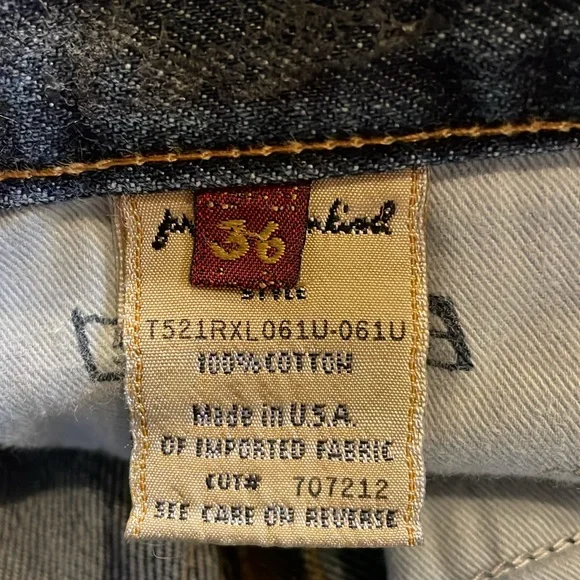 36
STYLE
T521RXL061U-061U
100% COTTON
Made in U.S.A.
OF IMPORTED FABRIC
CUT# 707212
SEE CARE ON REVERSE